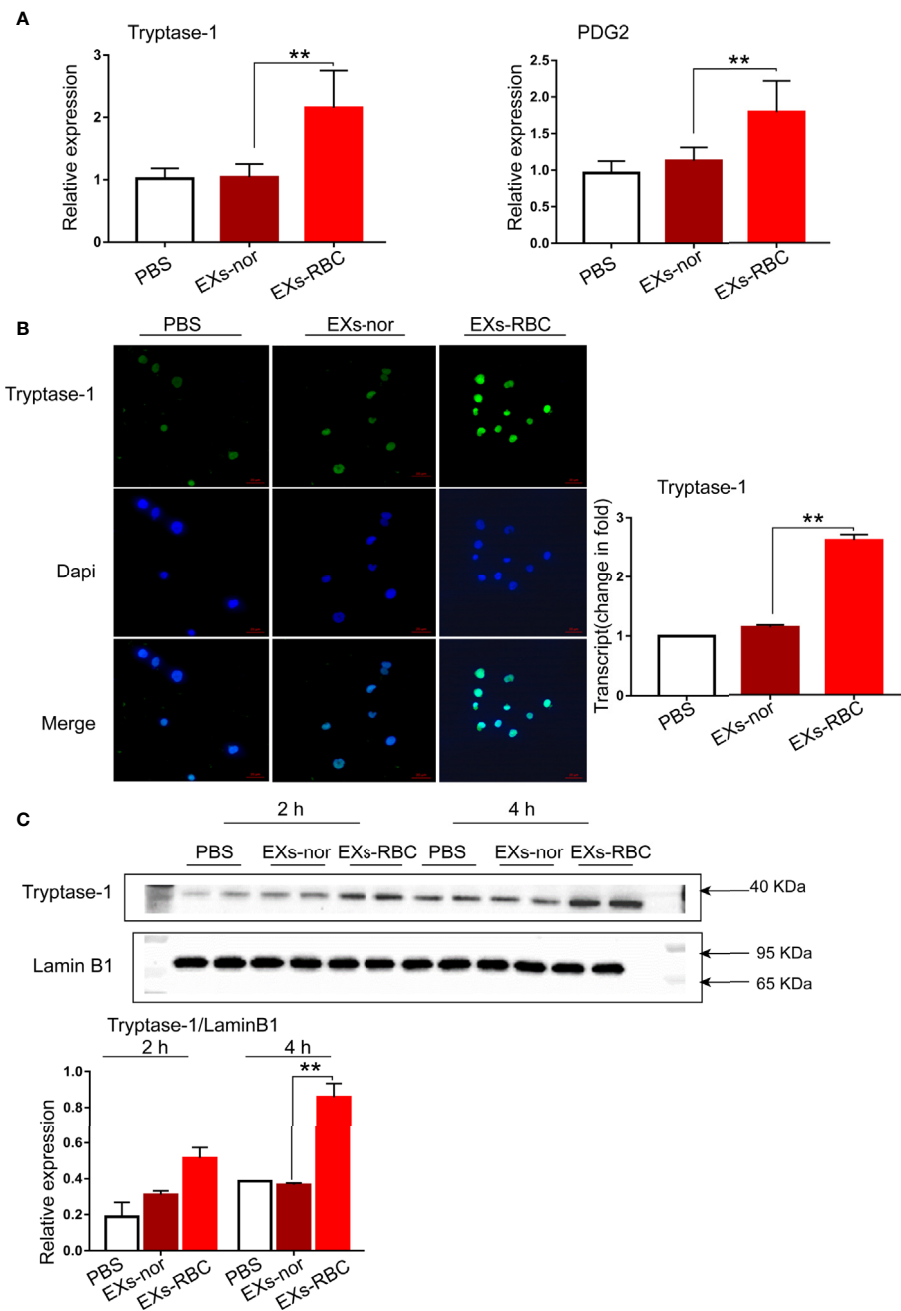 A
Tryptase-1
Relative expression
3
2
1
0
**
PBS
EXs-nor
EXs-RBC
PDG2
Relative expression
2.5
2.0
1.5
1.0
0.5
0.0
**
PBS
EXs-nor
EXs-RBC
B
PBS
EXs-nor
EXs-RBC
Tryptase-1
Dapi
Merge
Tryptase-1
Transcript(change in fold)
3
2
1
0
**
PBS
EXs-nor
EXs-RBC
C
2 h
4 h
PBS
EXs-nor
EXs-RBC
PBS
EXs-nor
EXs-RBC
Tryptase-1
40 KDa
Lamin B1
95 KDa
65 KDa
Tryptase-1/LaminB1
2 h
4 h
Relative expression
1.0
0.8
0.6
0.4
0.2
0.0
**
PBS
EXs-nor
EXs-RBC
PBS
EXs-nor
EXs-RBC